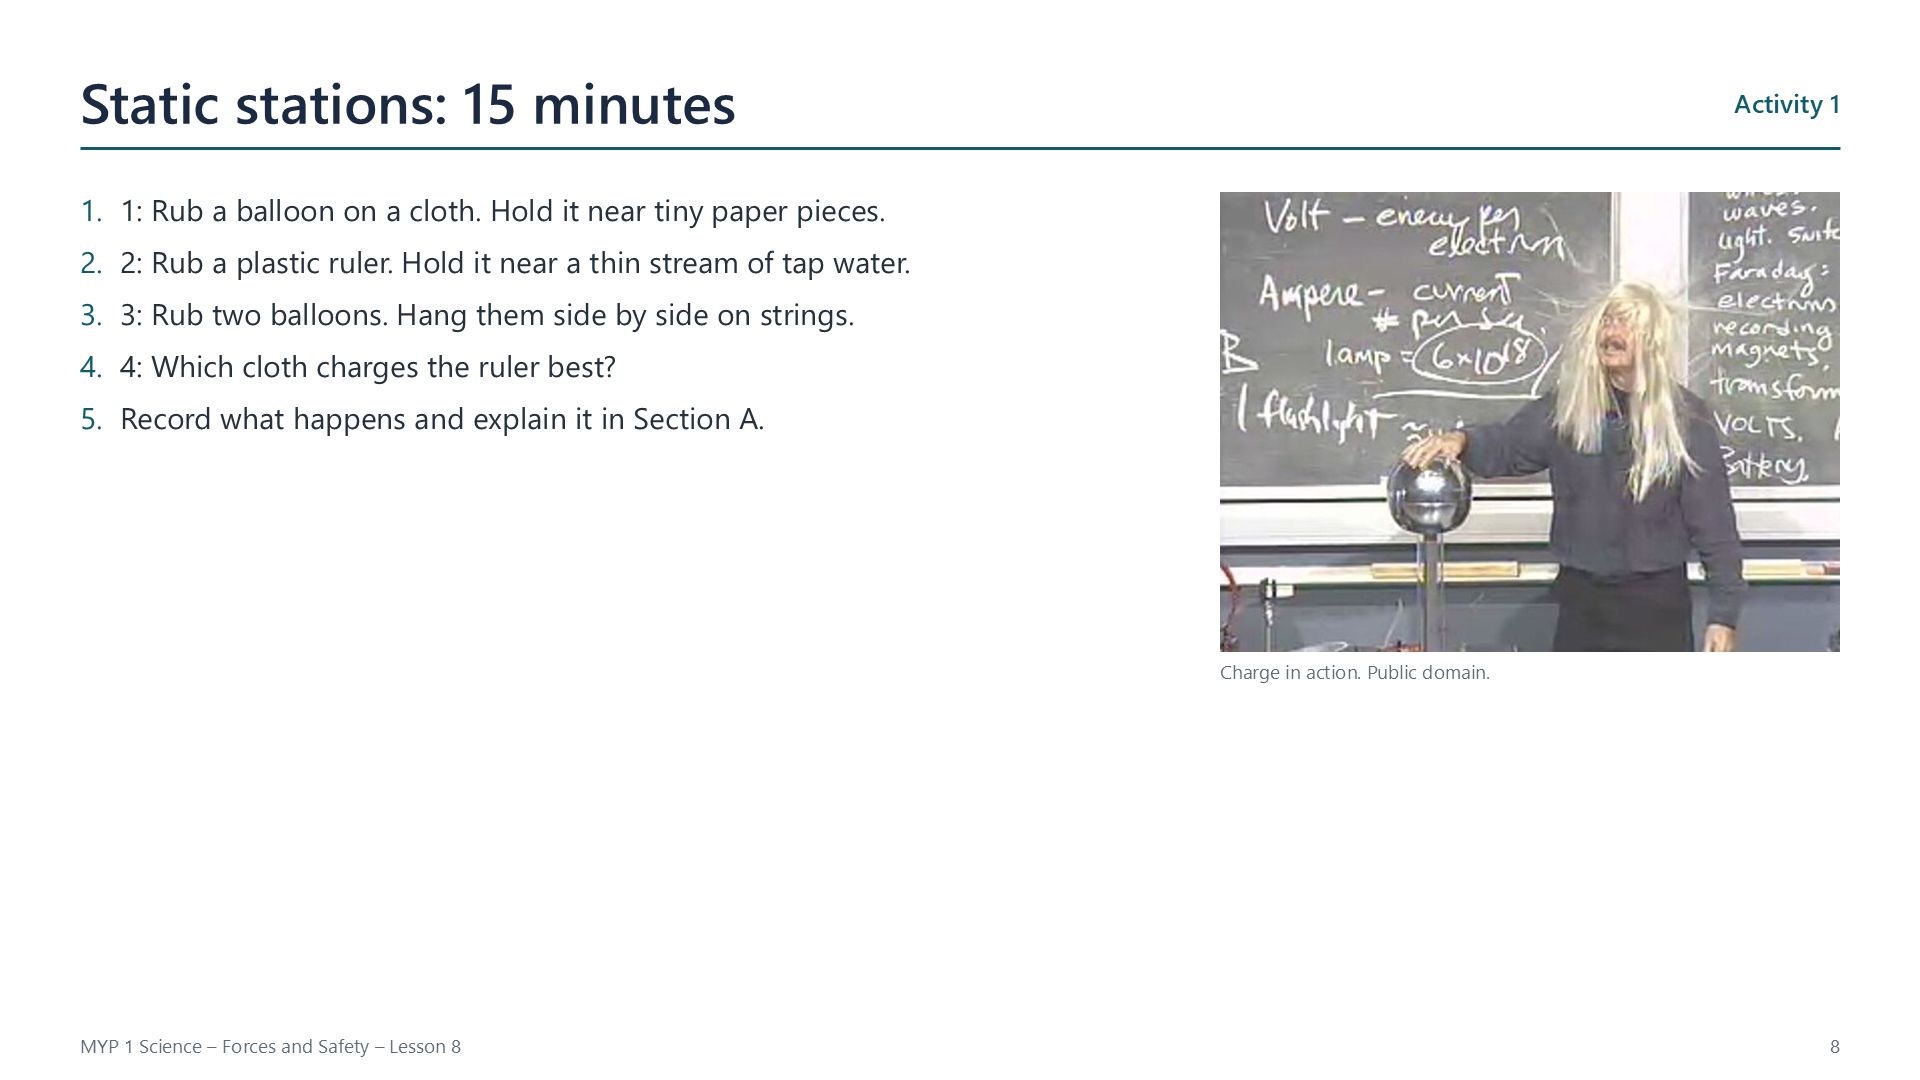 Static stations: 15 minutes
Activity 1
1. 1: Rub a balloon on a cloth. Hold it near tiny paper pieces.
2. 2: Rub a plastic ruler. Hold it near a thin stream of tap water.
3. 3: Rub two balloons. Hang them side by side on strings.
4. 4: Which cloth charges the ruler best?
5. Record what happens and explain it in Section A.
Volt – energy per
electron
Ampere – current
# per sec.
lamp = 6x10^18
1 flashlight
waves.
light.
Faraday:
electrons
recording
magnets,
transform
VOLTS,
Battery,
Charge in action. Public domain.
MYP 1 Science – Forces and Safety – Lesson 8
8